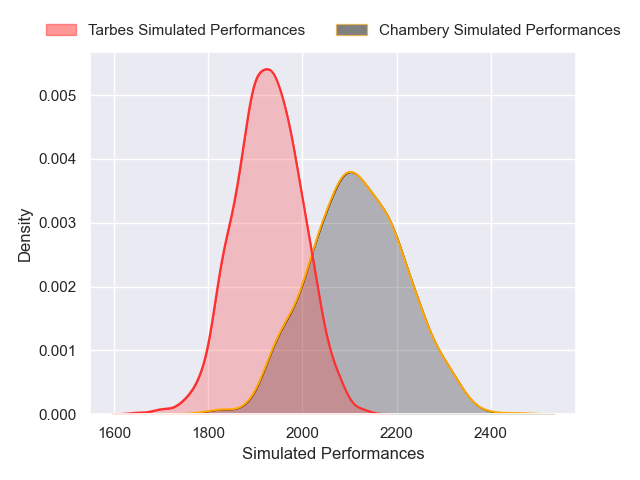 Tarbes Simulated Performances
Chambery Simulated Performances
Density
0.005
0.004
0.003
0.002
0.001
0.000
1600
1800
2000
2200
2400
Simulated Performances